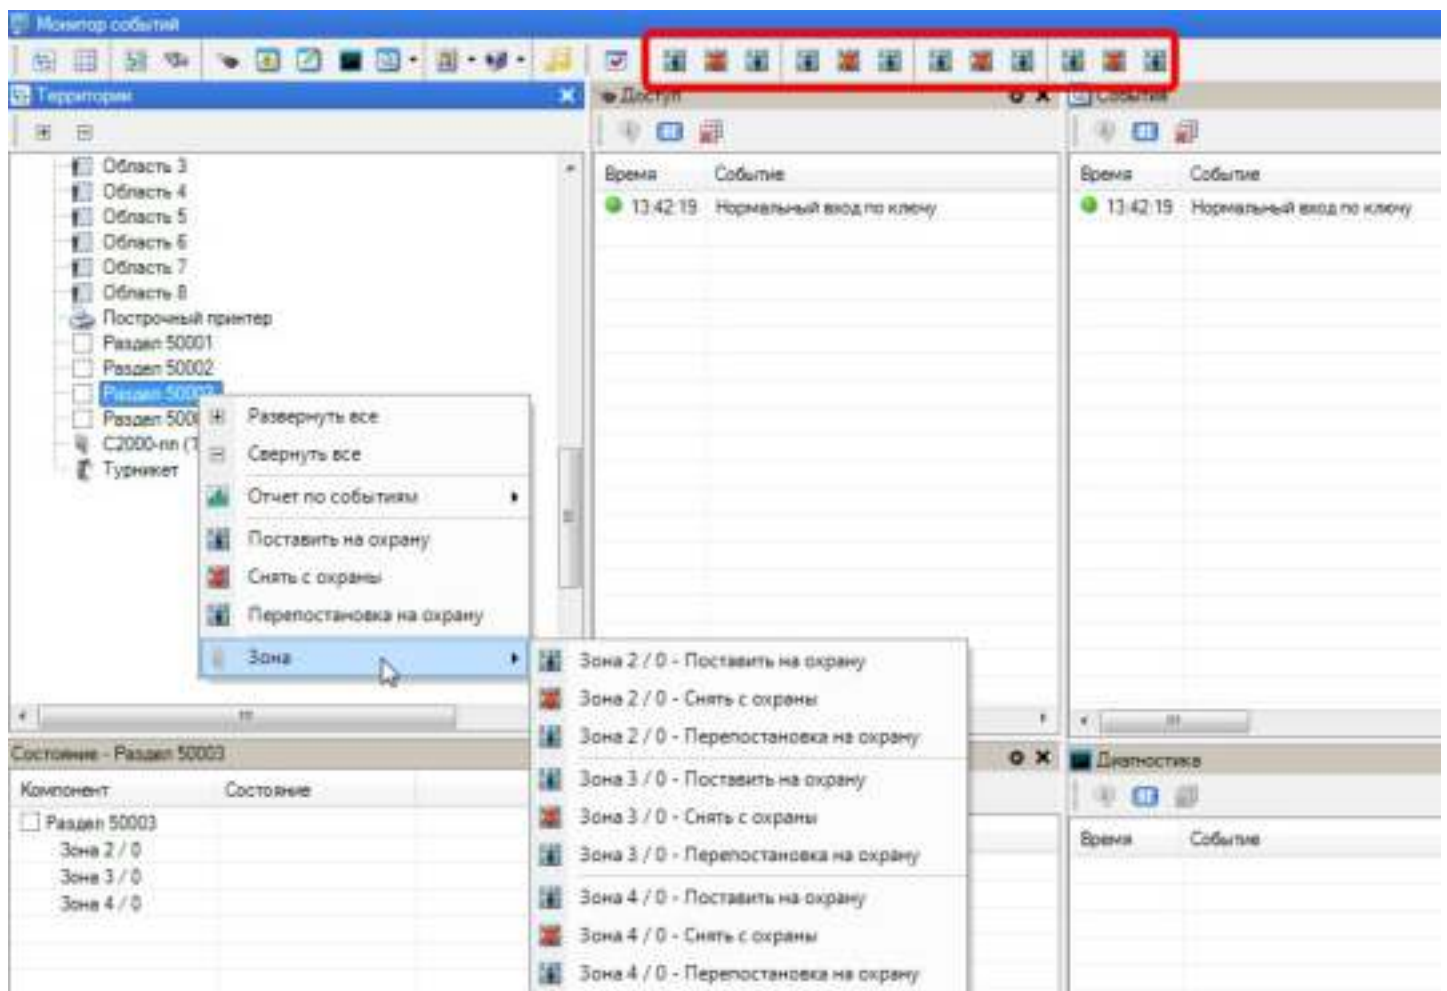 Монитор событий
Территории
Доступ
События
Область 3
Область 4
Область 5
Область 6
Область 7
Область 8
Построчный принтер
Раздел 50001
Раздел 50002
Раздел 50003
Раздел 500
С2000-пп (Т
Турникет
Время Событие
13:42:19 Нормальный вход по ключу
Время Событие
13:42:19 Нормальный вход по ключу
Развернуть все
Свернуть все
Отчет по событиям
Поставить на охрану
Снять с охраны
Перепостановка на охрану
Зона
Зона 2 / 0 - Поставить на охрану
Зона 2 / 0 - Снять с охраны
Зона 2 / 0 - Перепостановка на охрану
Зона 3 / 0 - Поставить на охрану
Зона 3 / 0 - Снять с охраны
Зона 3 / 0 - Перепостановка на охрану
Зона 4 / 0 - Поставить на охрану
Зона 4 / 0 - Снять с охраны
Зона 4 / 0 - Перепостановка на охрану
Состояние - Раздел 50003
Компонент Состояние
Раздел 50003
Зона 2 / 0
Зона 3 / 0
Зона 4 / 0
Диагностика
Время Событие